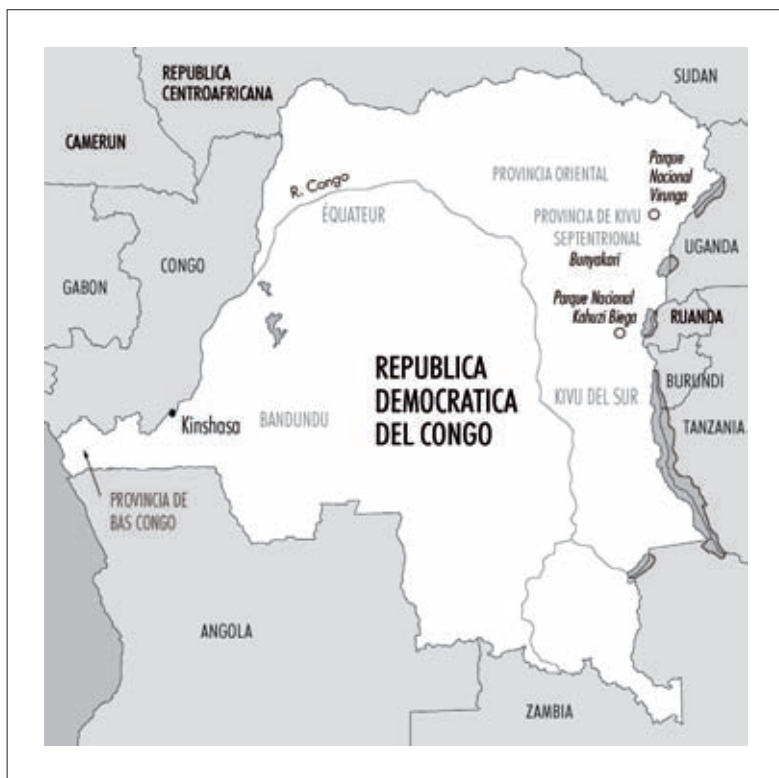 REPUBLICA
CENTROAFRICANA
SUDAN
CAMERUN
Parque
Nacional
Virunga
R. Congo
PROVINCIA ORIENTAL
ÉQUATEUR
PROVINCIA DE KIVU
SEPTENTRIONAL
Bunyakari
UGANDA
CONGO
GABON
Parque Nacional
Kahuzi Biega
RUANDA
REPUBLICA
DEMOCRATICA
DEL CONGO
BURUNDI
KIVU DEL SUR
Kinshasa
BANDUNDU
TANZANIA
PROVINCIA DE
BAS CONGO
ANGOLA
ZAMBIA